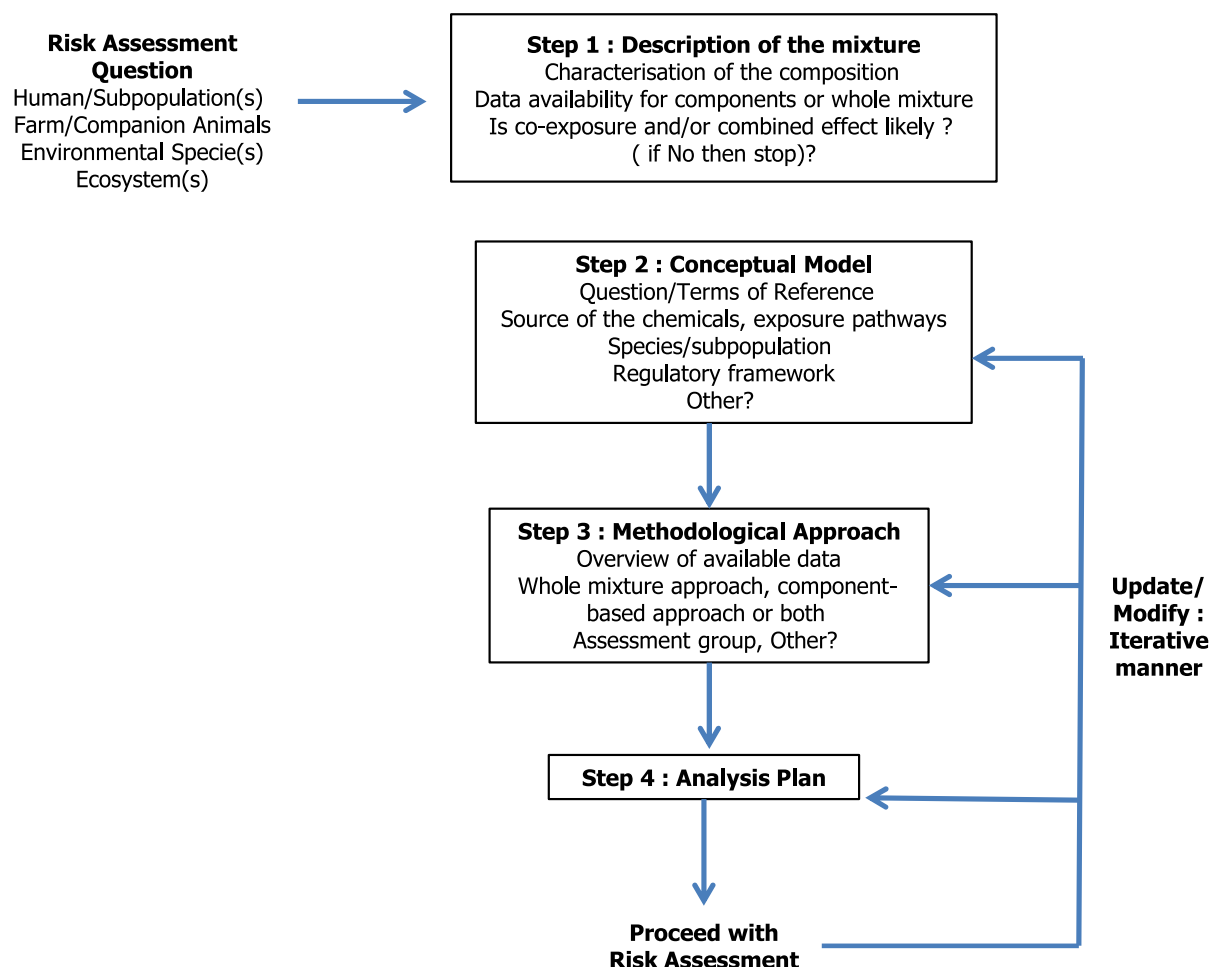 Risk Assessment
Question
Human/Subpopulation(s)
Farm/Companion Animals
Environmental Specie(s)
Ecosystem(s)
Step 1 : Description of the mixture
Characterisation of the composition
Data availability for components or whole mixture
Is co-exposure and/or combined effect likely ?
( if No then stop)?
Step 2 : Conceptual Model
Question/Terms of Reference
Source of the chemicals, exposure pathways
Species/subpopulation
Regulatory framework
Other?
Step 3 : Methodological Approach
Overview of available data
Whole mixture approach, component-
based approach or both
Assessment group, Other?
Update/
Modify :
Iterative
manner
Step 4 : Analysis Plan
Proceed with
Risk Assessment